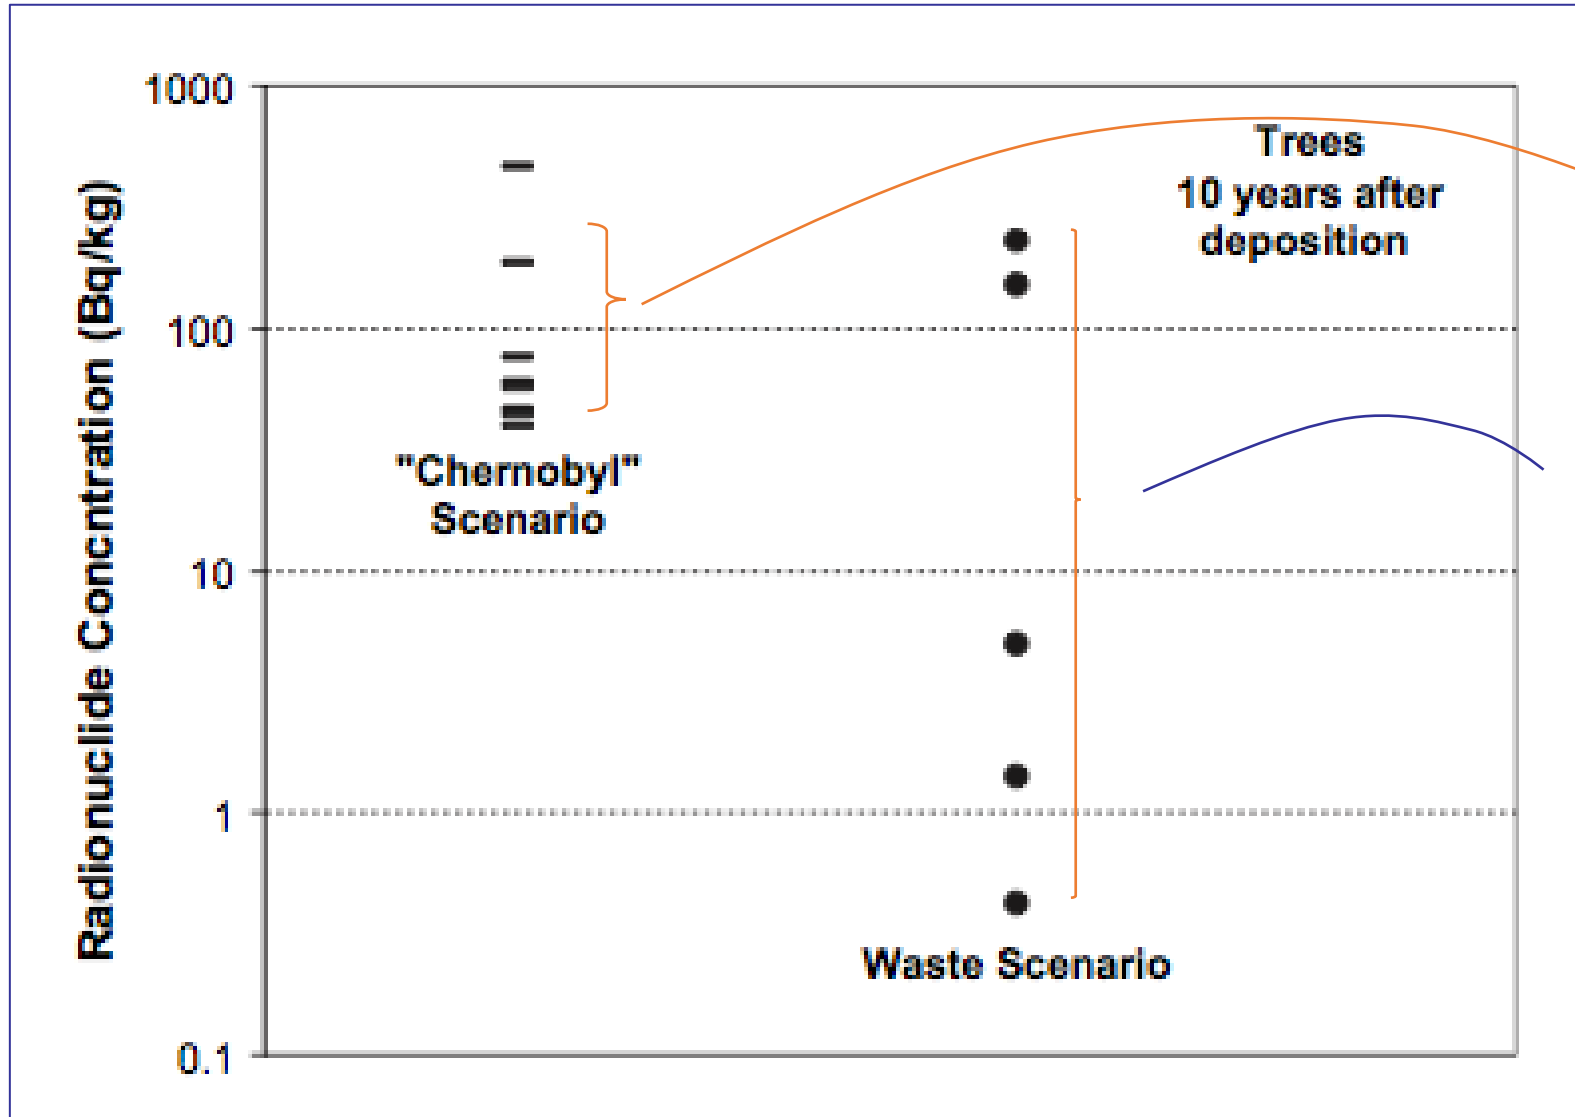 Radionuclide Concntration (Bq/kg)
1000
100
10
1
0.1
Trees
10 years after
deposition
"Chernobyl"
Scenario
Waste Scenario